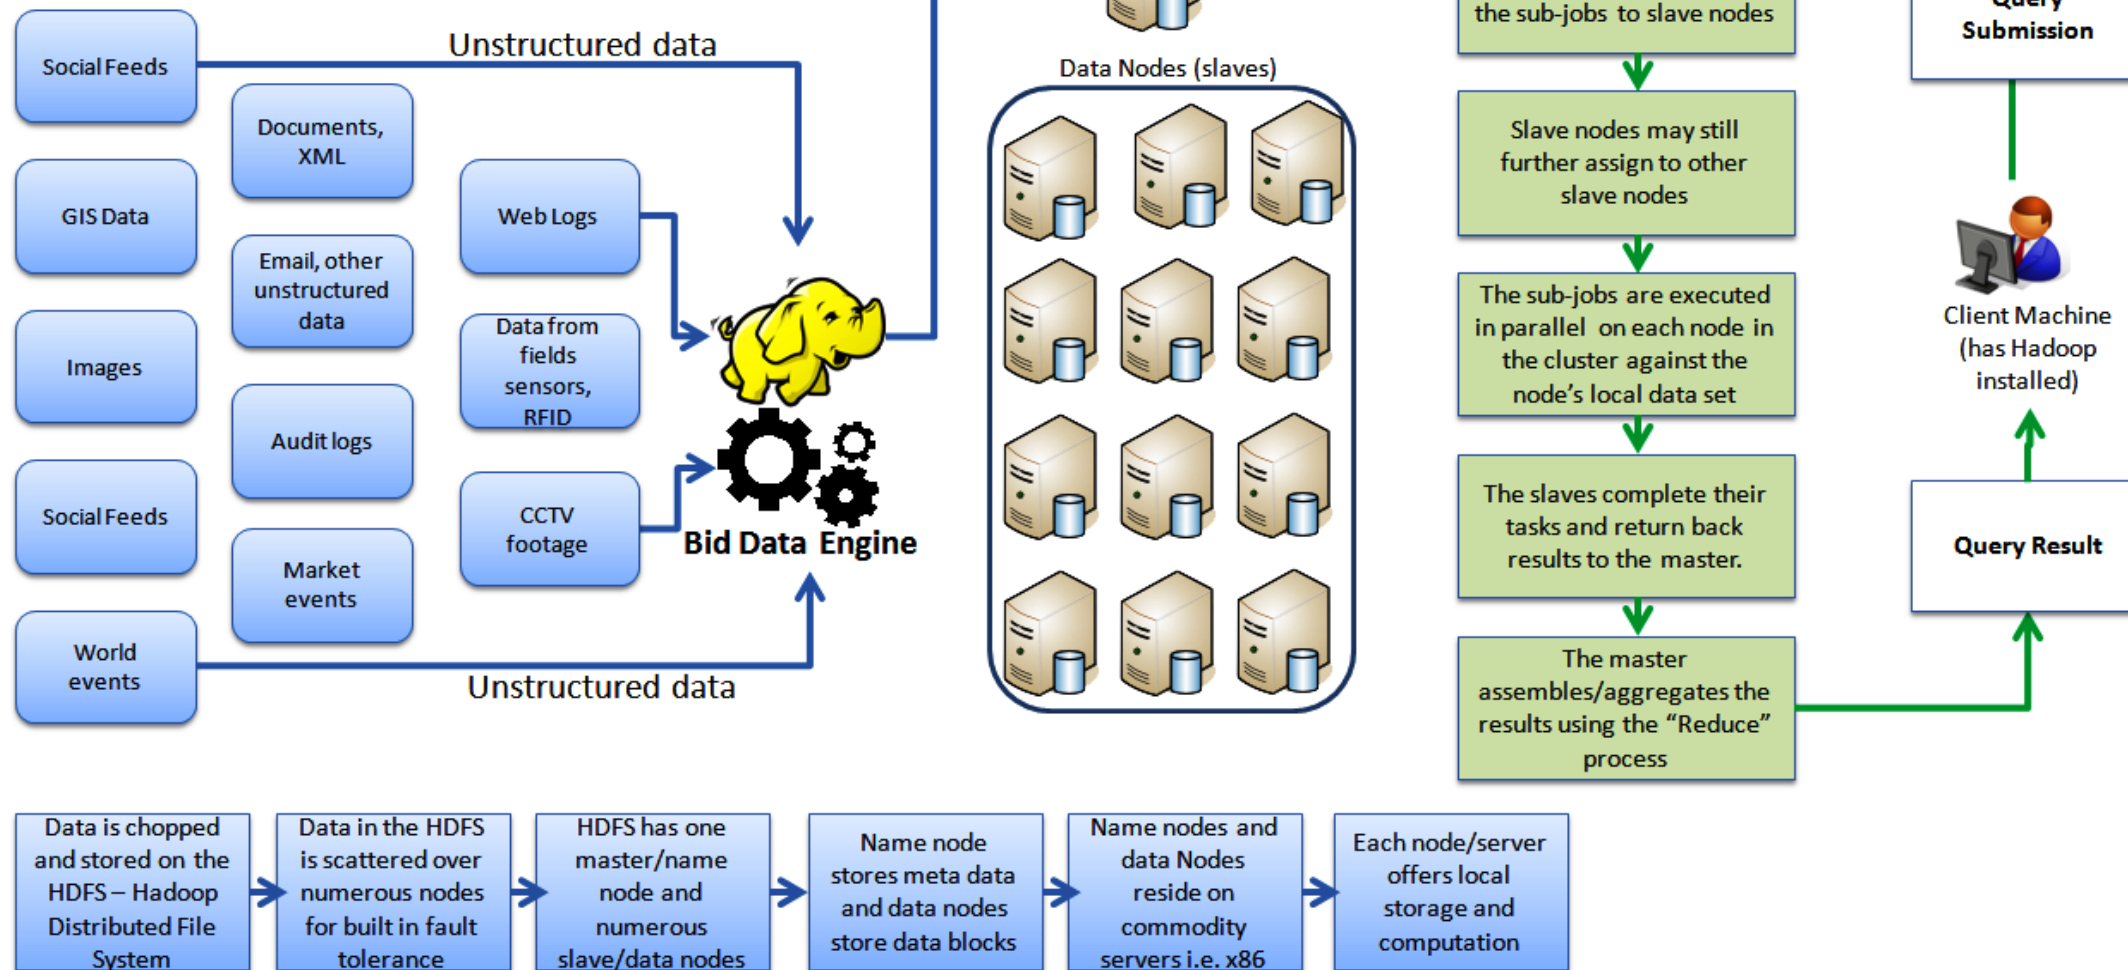 Social Feeds
Unstructured data
Documents,
XML
GIS Data
Email, other
unstructured
data
Images
Audit logs
Social Feeds
Market
events
World
events
Unstructured data
Web Logs
Data from
fields
sensors,
RFID
CCTV
footage
Bid Data Engine
Data Nodes (slaves)
the sub-jobs to slave nodes
Slave nodes may still
further assign to other
slave nodes
The sub-jobs are executed
in parallel on each node in
the cluster against the
node's local data set
The slaves complete their
tasks and return back
results to the master.
The master
assembles/aggregates the
results using the “Reduce”
process
Query
Submission
Client Machine
(has Hadoop
installed)
Query Result
Data is chopped
and stored on the
HDFS – Hadoop
Distributed File
System
Data in the HDFS
is scattered over
numerous nodes
for built in fault
tolerance
HDFS has one
master/name
node and
numerous
slave/data nodes
Name node
stores meta data
and data nodes
store data blocks
Name nodes and
data Nodes
reside on
commodity
servers i.e. x86
Each node/server
offers local
storage and
computation